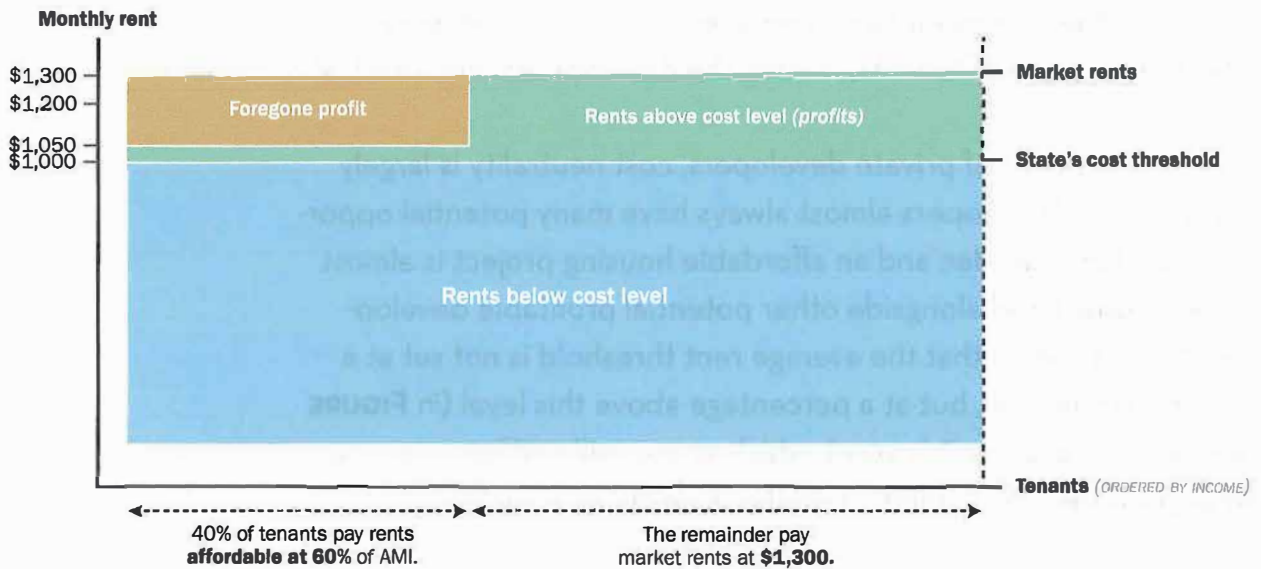 Monthly rent
$1,300
$1,200
$1,050
$1,000
Foregone profit
Rents above cost level (profits)
Rents below cost level
Market rents
State's cost threshold
Tenants (ORDERED BY INCOME)
40% of tenants pay rents
affordable at 60% of AMI.
The remainder pay
market rents at $1,300.